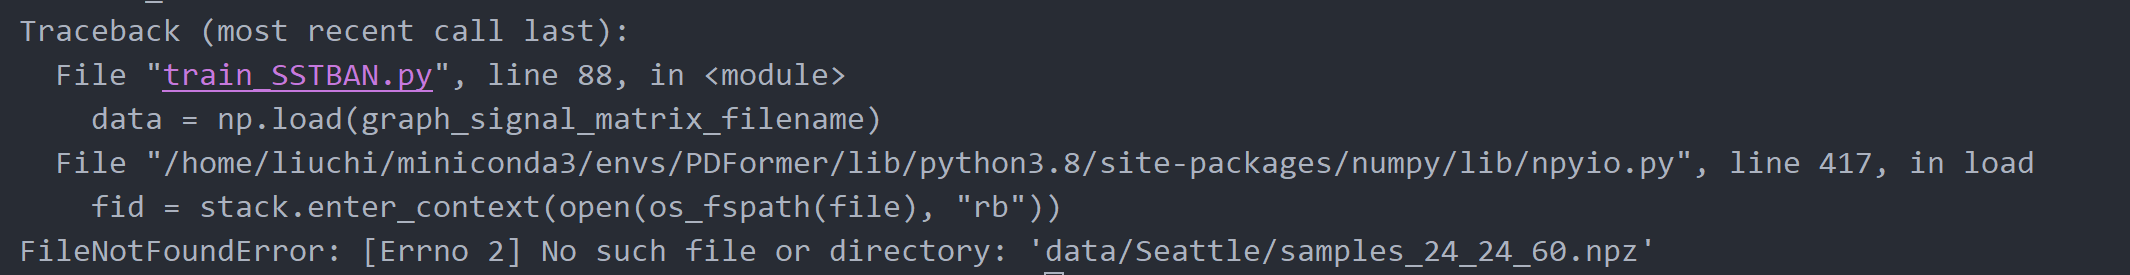 Traceback (most recent call last):
  File "train_SSTBAN.py", line 88, in <module>
    data = np.load(graph_signal_matrix_filename)
  File "/home/liuchi/miniconda3/envs/PDFormer/lib/python3.8/site-packages/numpy/lib/npyio.py", line 417, in load
    fid = stack.enter_context(open(os_fspath(file), "rb"))
FileNotFoundError: [Errno 2] No such file or directory: 'data/Seattle/samples_24_24_60.npz'